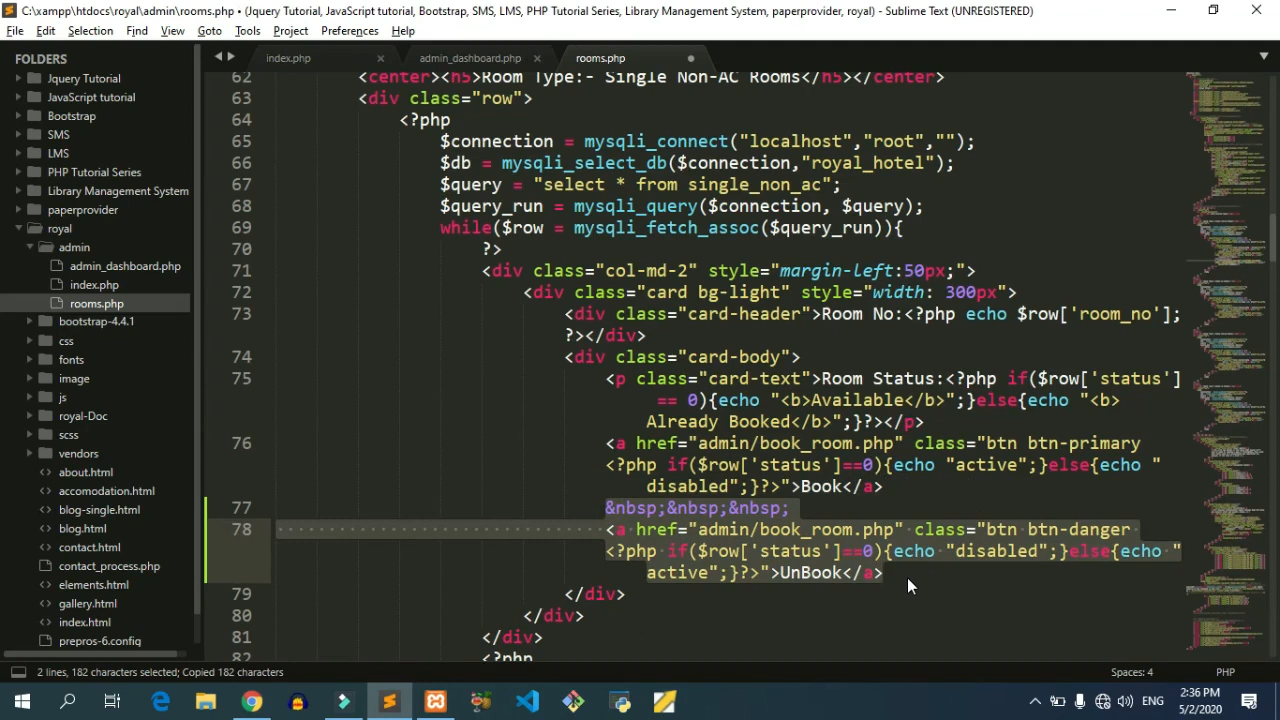 C:\xampp\htdocs\royal\admin\rooms.php • (Jquery Tutorial, JavaScript tutorial, Bootstrap, SMS, LMS, PHP Tutorial Series, Library Management System, paperprovider, royal) - Sublime Text (UNREGISTERED)
File Edit Selection Find View Goto Tools Project Preferences Help
FOLDERS
Jquery Tutorial
JavaScript tutorial
Bootstrap
SMS
LMS
PHP Tutorial Series
Library Management System
paperprovider
royal
admin
admin_dashboard.php
index.php
rooms.php
bootstrap-4.4.1
css
fonts
image
js
royal-Doc
scss
vendors
about.html
accomodation.html
blog-single.html
blog.html
contact.html
contact_process.php
elements.html
gallery.html
index.html
prepros-6.config
index.php admin_dashboard.php rooms.php
62 <center><h5>Room Type:- Single Non-AC Rooms</h5></center>
63 <div class="row">
64 <?php
65 $connection = mysqli_connect("localhost","root","");
66 $db = mysqli_select_db($connection,"royal_hotel");
67 $query = "select * from single_non_ac";
68 $query_run = mysqli_query($connection, $query);
69 while($row = mysqli_fetch_assoc($query_run)){
70 ?>
71 <div class="col-md-2" style="margin-left:50px;">
72 <div class="card bg-light" style="width: 300px">
73 <div class="card-header">Room No:<?php echo $row['room_no'];
?></div>
74 <div class="card-body">
75 <p class="card-text">Room Status:<?php if($row['status']
== 0){echo "<b>Available</b>";}else{echo "<b>
Already Booked</b>";}?></p>
76 <a href="admin/book_room.php" class="btn btn-primary
<?php if($row['status']==0){echo "active";}else{echo "
disabled";}?>">Book</a>
77 &nbsp;&nbsp;&nbsp;
78 <a href="admin/book_room.php" class="btn btn-danger
<?php if($row['status']==0){echo "disabled";}else{echo "
active";}?>">UnBook</a>
79 </div>
80 </div>
81 </div>
82 <?php
2 lines, 182 characters selected; Copied 182 characters Spaces: 4 PHP
ENG
2:36 PM
5/2/2020